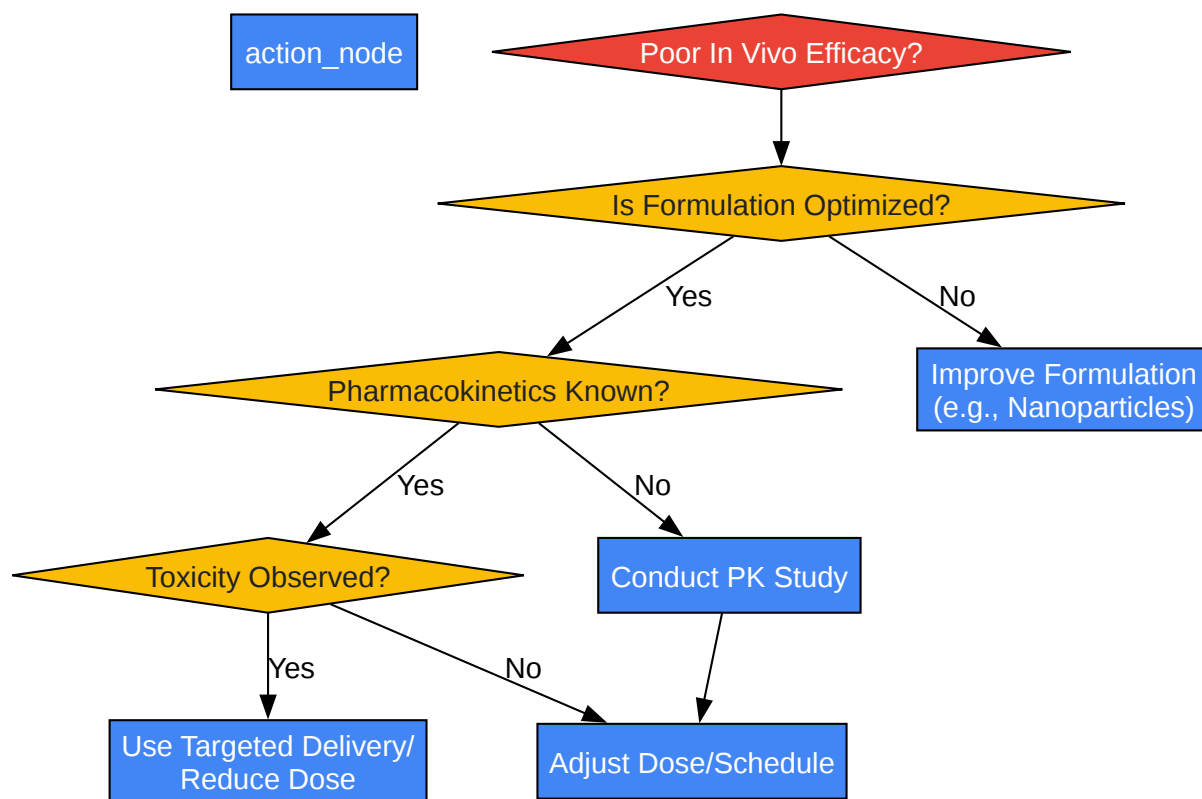 action_node
Poor In Vivo Efficacy?
Is Formulation Optimized?
Yes
No
Pharmacokinetics Known?
Improve Formulation
(e.g., Nanoparticles)
Yes
No
Toxicity Observed?
Conduct PK Study
Yes
No
Use Targeted Delivery/
Reduce Dose
Adjust Dose/Schedule